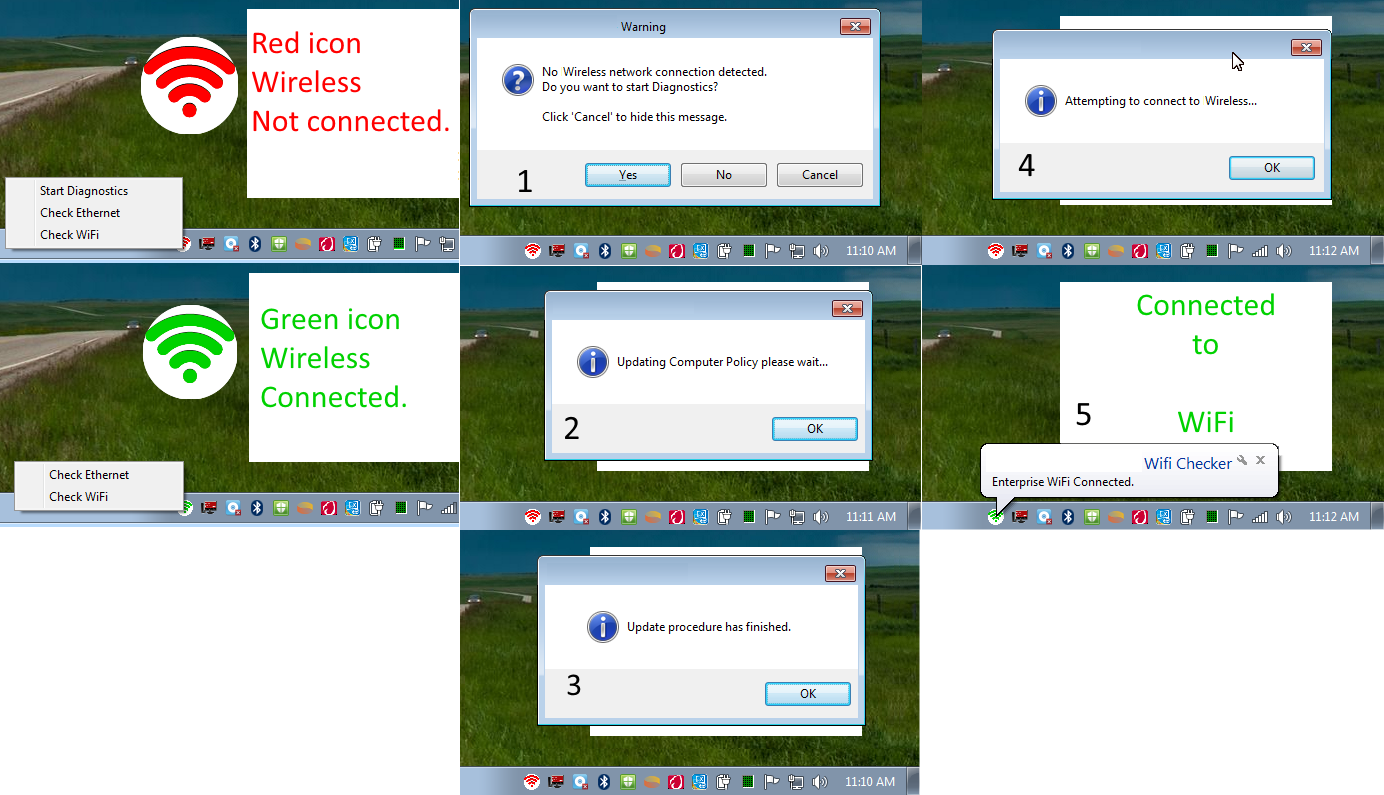 Red icon
Wireless
Not connected.
Start Diagnostics
Check Ethernet
Check WiFi
Green icon
Wireless
Connected.
Check Ethernet
Check WiFi
Warning
No Wireless network connection detected.
Do you want to start Diagnostics?
Click 'Cancel' to hide this message.
1
Yes
No
Cancel
11:10 AM
Updating Computer Policy please wait...
2
OK
11:11 AM
Update procedure has finished.
3
OK
11:10 AM
Attempting to connect to Wireless...
4
OK
11:12 AM
Connected
to
WiFi
5
Wifi Checker
Enterprise WiFi Connected.
11:12 AM